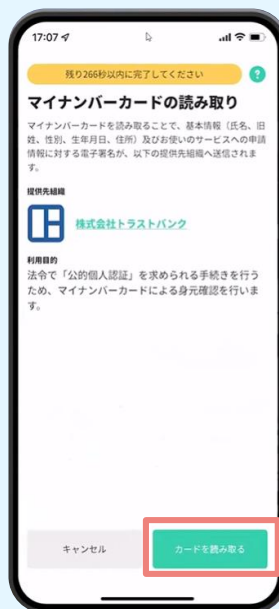 17:07
残り266秒以内に完了してください
?
マイナンバーカードの読み取り
マイナンバーカードを読み取ることで、基本情報（氏名、旧
姓、性別、生年月日、住所）及びお使いのサービスへの申請
情報に対する電子署名が、以下の提供先組織へ送信されま
す。
提供先組織
株式会社トラストバンク
利用目的
法令で「公的個人認証」を求められる手続きを行う
ため、マイナンバーカードによる身元確認を行いま
す。
キャンセル
カードを読み取る